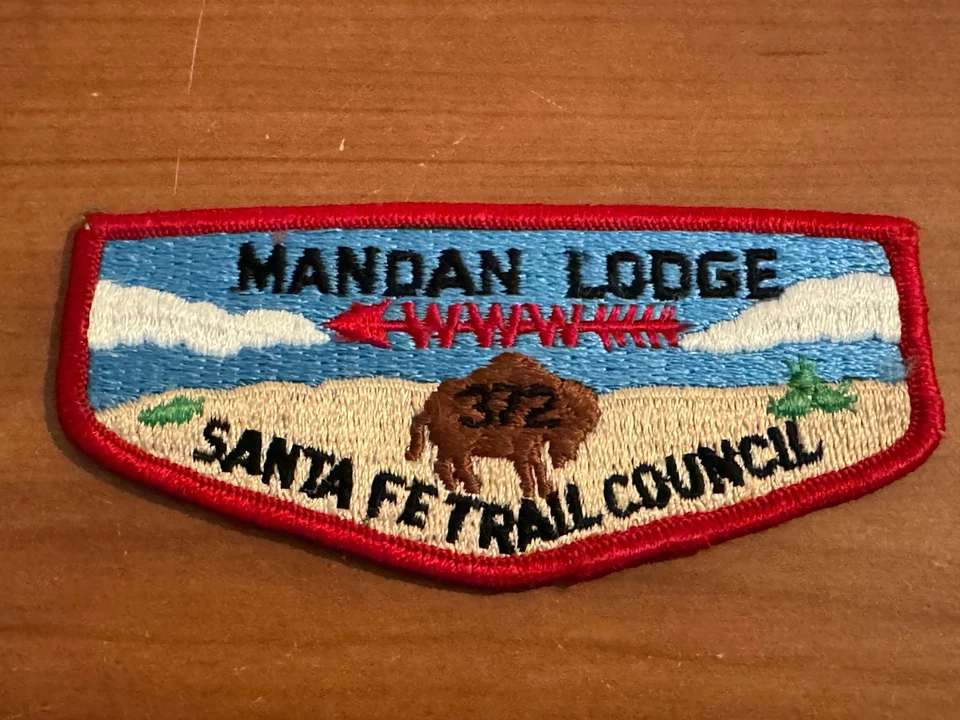 MANDAN LODGE
WWW
372
SANTA FE TRAIL COUNCIL